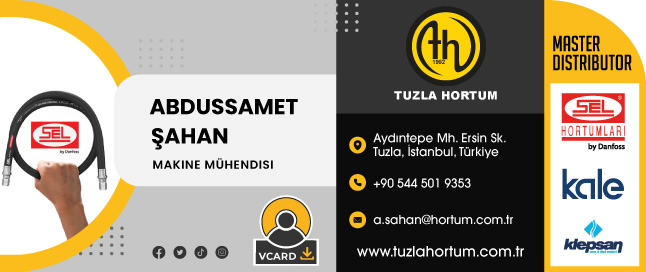 SEL
by Danfoss
ABDUSSAMET
ŞAHAN
MAKINE MÜHENDISI
VCARD
th
1992
TUZLA HORTUM
Aydıntepe Mh. Ersin Sk.
Tuzla, İstanbul, Türkiye
+90 544 501 9353
a.sahan@hortum.com.tr
www.tuzlahortum.com.tr
MASTER
DISTRIBUTOR
SEL
HORTUMLARI
by Danfoss
kale
klepsan